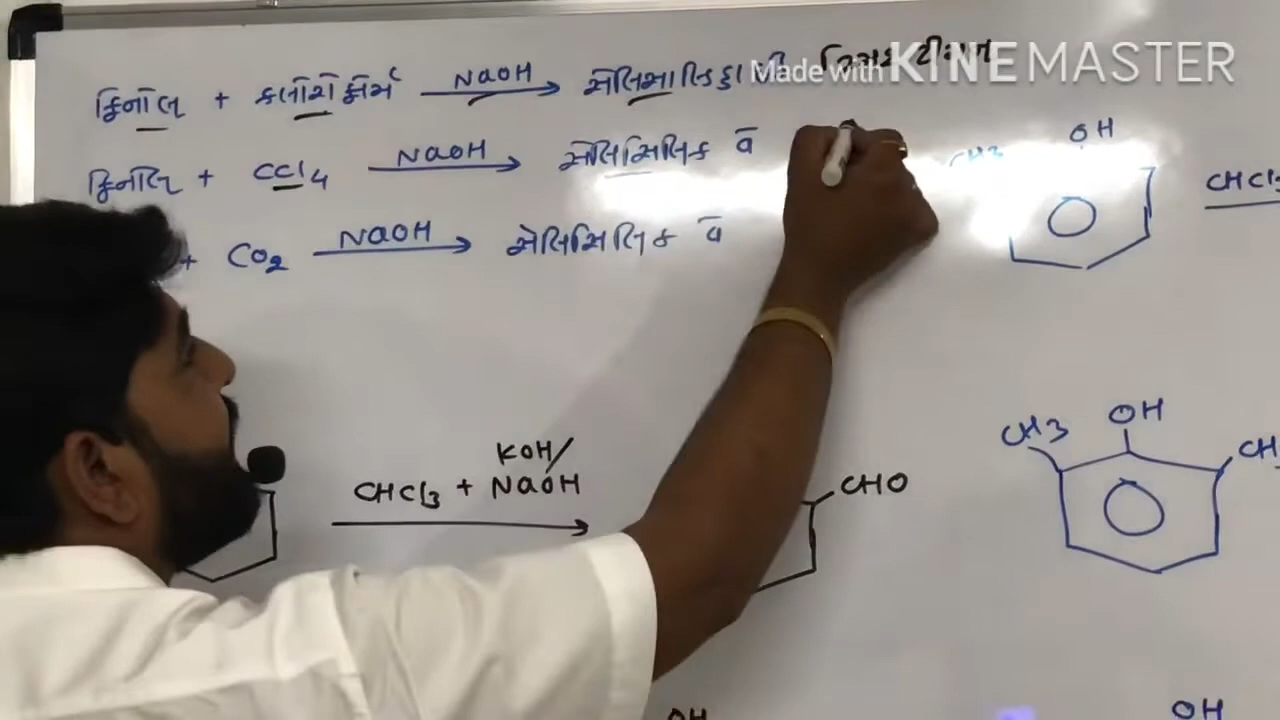 ફિનોલ + ક્લોરોફોર્મ NaOH → સેલિસાલ્ડિહાઇડ
Made with KINEMASTER
ફિનોલ + CCl4 NaOH → સેલિસિલિક
+ CO2 NaOH → સેલિસિલિક
OH
CH3
CHCl3
KOH/
CHCl3 + NaOH →
CHO
CH3
OH
CH
OH
OH